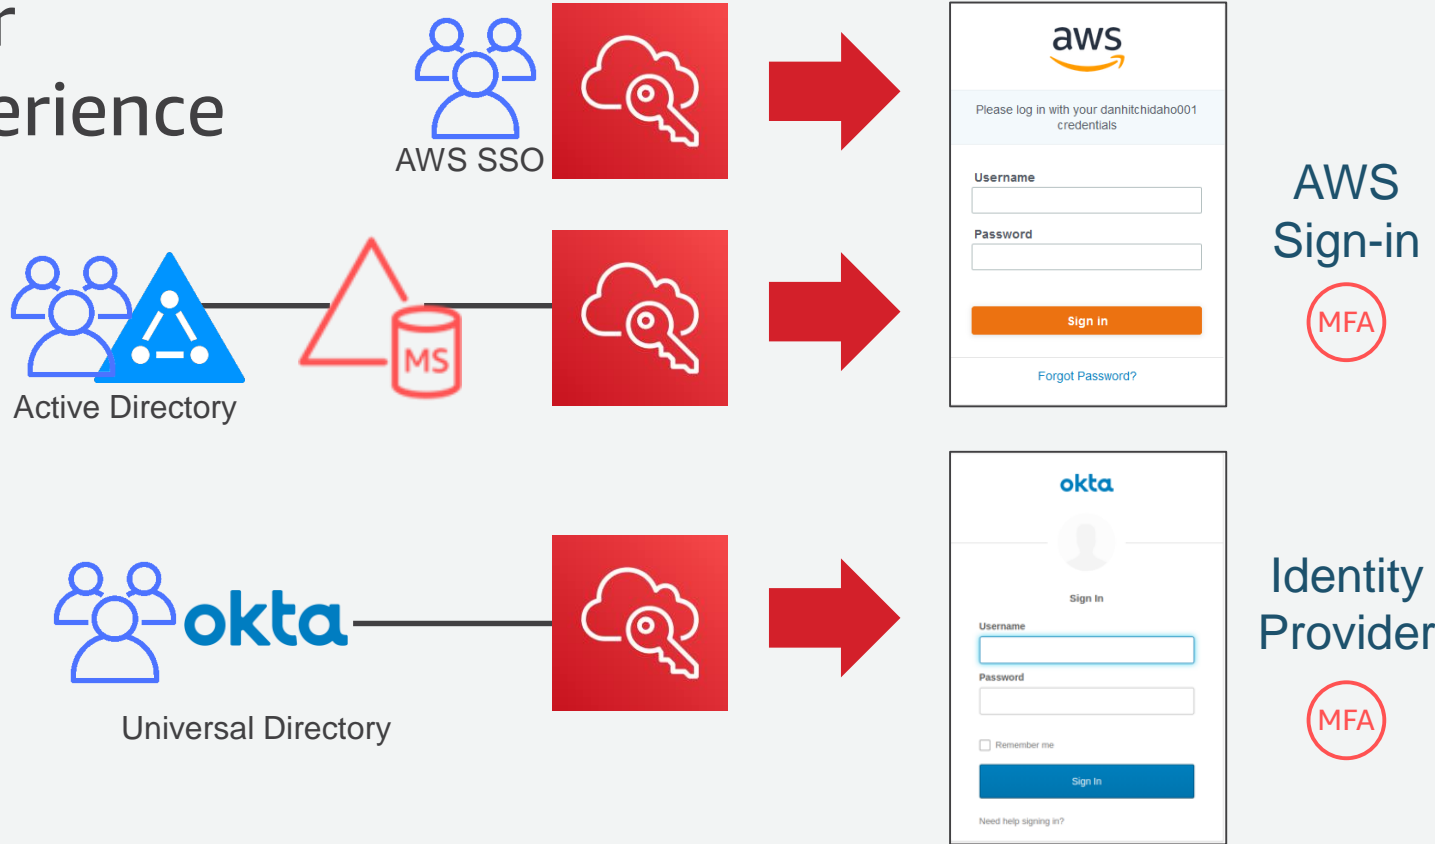 r
erience
AWS SSO
aws
Please log in with your danhitchidaho001
credentials
Username
Password
Sign in
Forgot Password?
AWS
Sign-in
MFA
MS
Active Directory
okta
Universal Directory
okta
Sign In
Username
Password
Remember me
Sign In
Need help signing in?
Identity
Provider
MFA